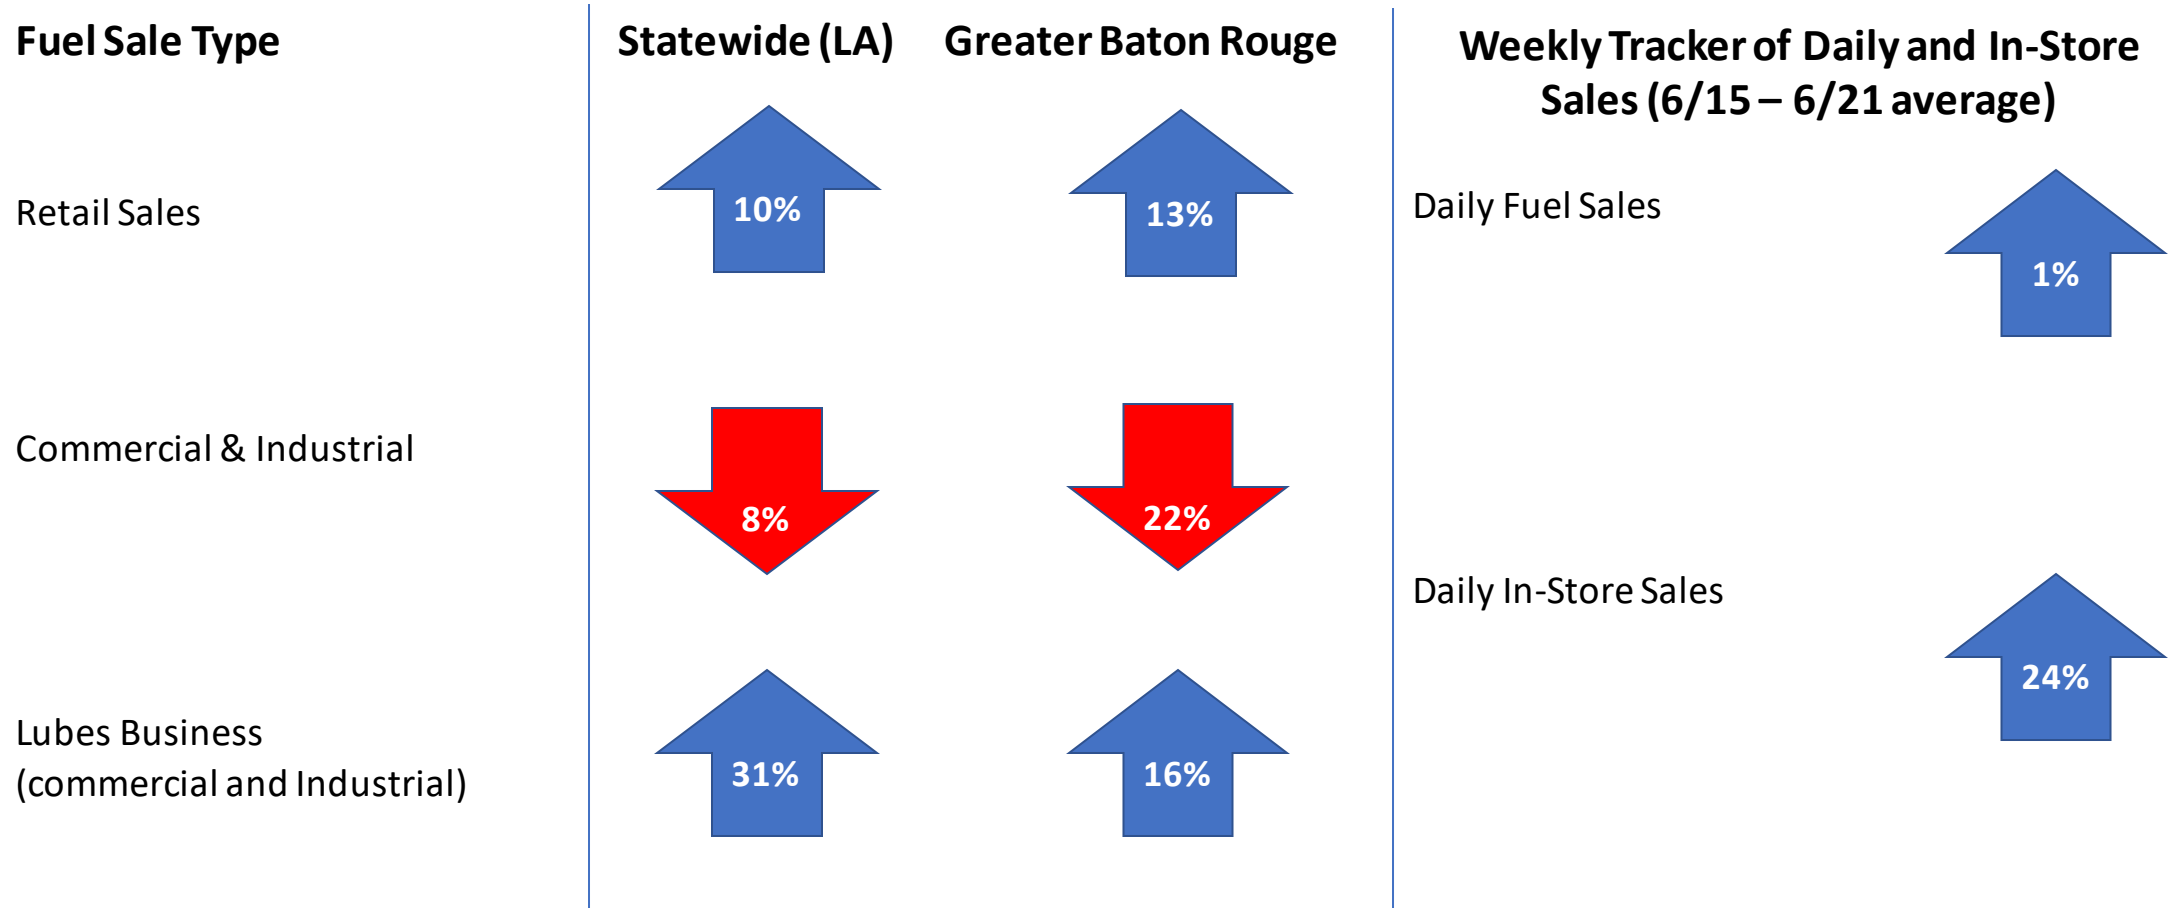 Fuel Sale Type
Statewide (LA)
Greater Baton Rouge
Retail Sales
10%
13%
Commercial & Industrial
8%
22%
Lubes Business
(commercial and Industrial)
31%
16%
Weekly Tracker of Daily and In-Store
Sales (6/15 – 6/21 average)
Daily Fuel Sales
1%
Daily In-Store Sales
24%